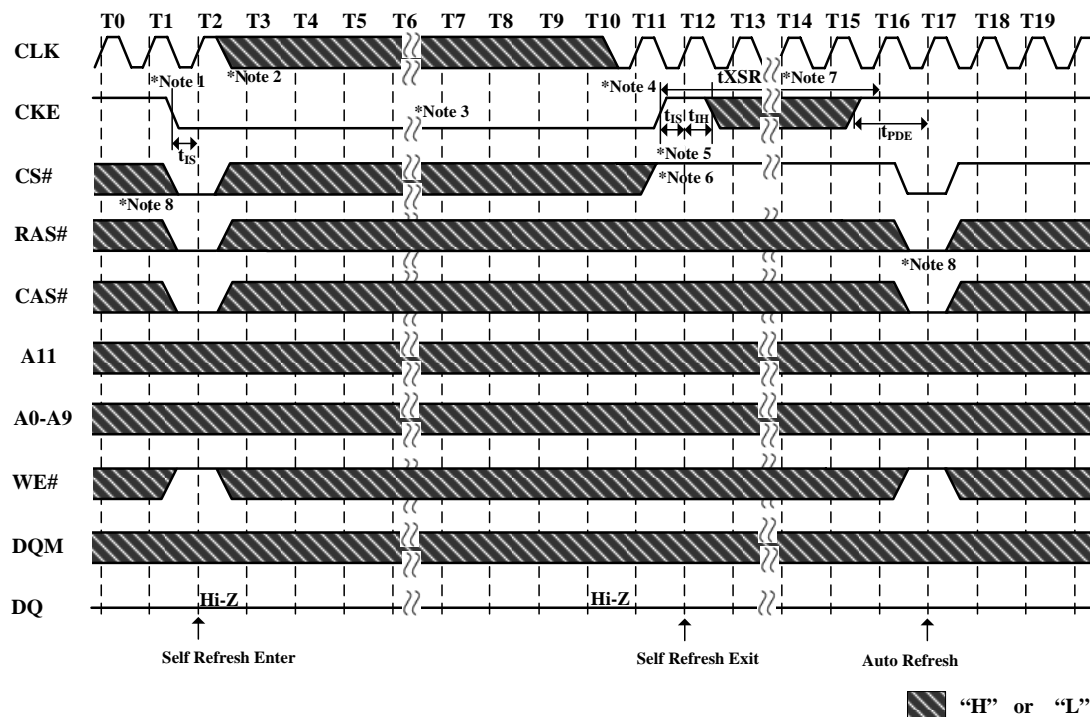 T0 T1 T2 T3 T4 T5 T6 T7 T8 T9 T10 T11 T12 T13 T14 T15 T16 T17 T18 T19
CLK
*Note 1 *Note 2 *Note 4 tXSR *Note 7
CKE
*Note 3
tIS tIH
tPDE
tIS
*Note 5
CS#
*Note 6
*Note 8
RAS#
*Note 8
CAS#
A11
A0-A9
WE#
DQM
Hi-Z Hi-Z
DQ
Self Refresh Enter Self Refresh Exit Auto Refresh
“H” or “L”